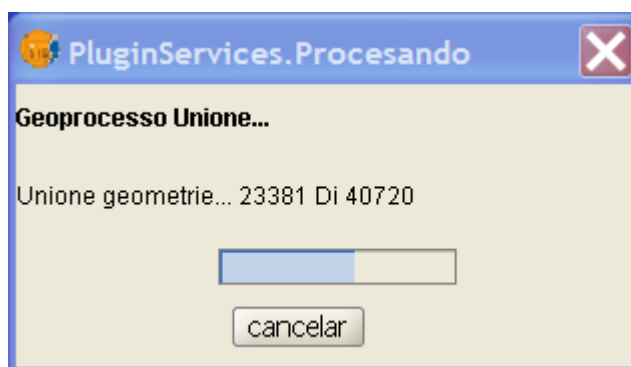 PluginServices.Procesando
Geoprocesso Unione...
Unione geometrie... 23381 Di 40720
cancelar